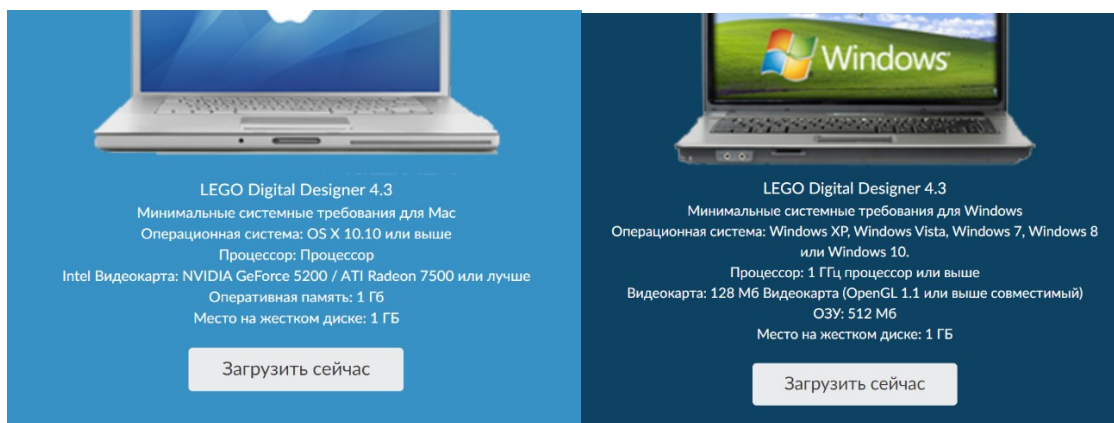 LEGO Digital Designer 4.3
Минимальные системные требования для Mac
Операционная система: OS X 10.10 или выше
Процессор: Процессор
Intel Видеокарта: NVIDIA GeForce 5200 / ATI Radeon 7500 или лучше
Оперативная память: 1 Гб
Место на жестком диске: 1 ГБ
Загрузить сейчас
Windows
LEGO Digital Designer 4.3
Минимальные системные требования для Windows
Операционная система: Windows XP, Windows Vista, Windows 7, Windows 8
или Windows 10.
Процессор: 1 ГГц процессор или выше
Видеокарта: 128 Мб Видеокарта (OpenGL 1.1 или выше совместимый)
ОЗУ: 512 Мб
Место на жестком диске: 1 ГБ
Загрузить сейчас